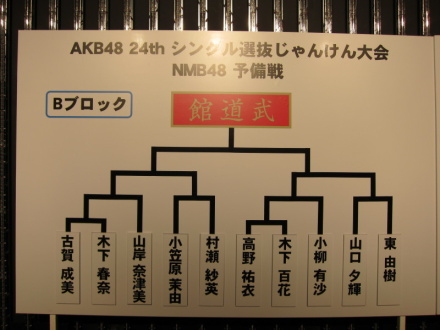 AKB48 24th シングル選抜じゃんけん大会
NMB48 予備戦
Bブロック
館道武
古賀 成美
木下 春奈
山岸 奈津美
小笠原 茉由
村瀬 紗英
高野 祐衣
木下 百花
小柳 有沙
山口 夕輝
東 由樹